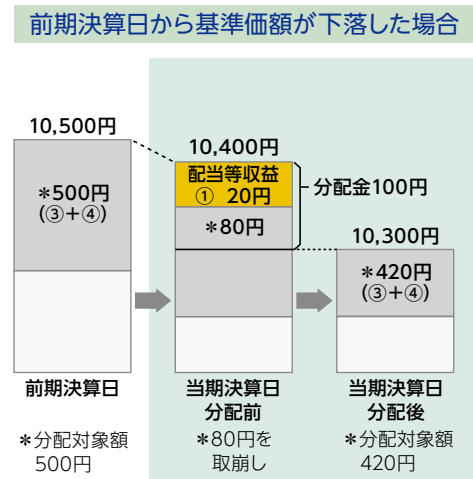 前期決算日から基準価額が下落した場合
10,500円
*500円
(③+④)
前期決算日
*分配対象額
500円
10,400円
配当等収益
① 20円
*80円
分配金100円
当期決算日
分配前
*80円を
取崩し
10,300円
*420円
(③+④)
当期決算日
分配後
*分配対象額
420円